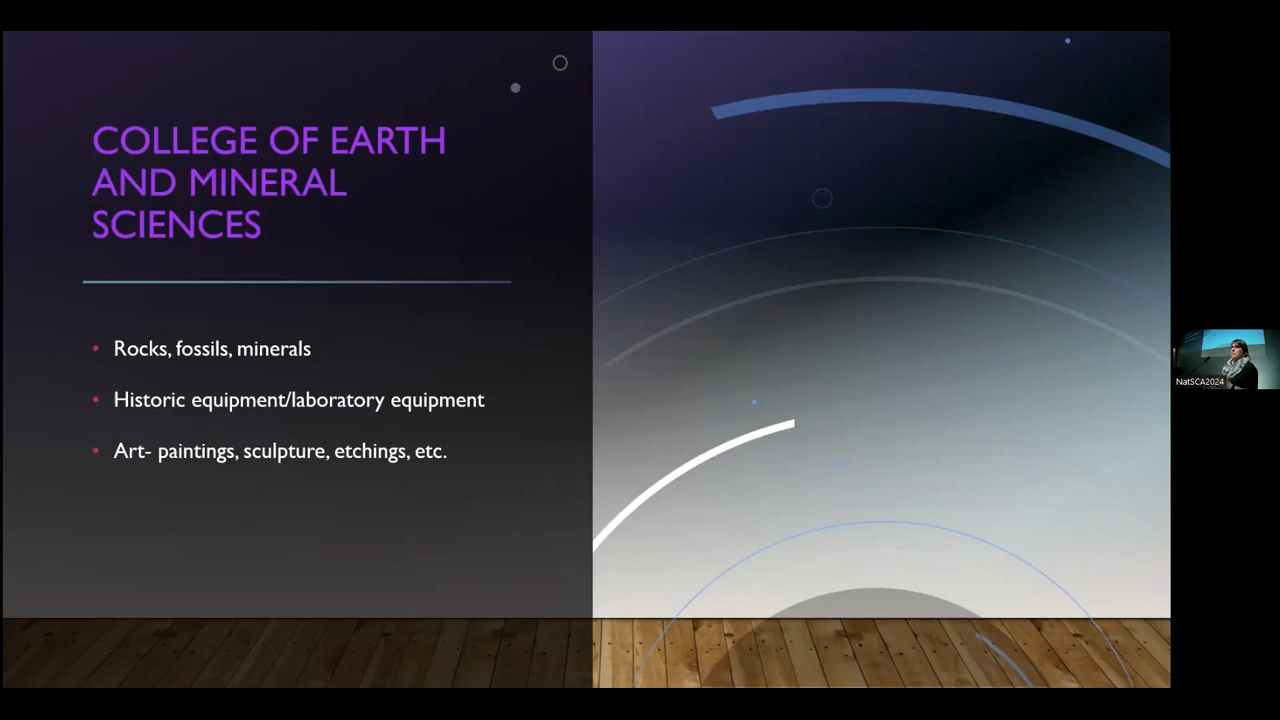 COLLEGE OF EARTH
AND MINERAL
SCIENCES
• Rocks, fossils, minerals
• Historic equipment/laboratory equipment
• Art- paintings, sculpture, etchings, etc.
NatSCA2024